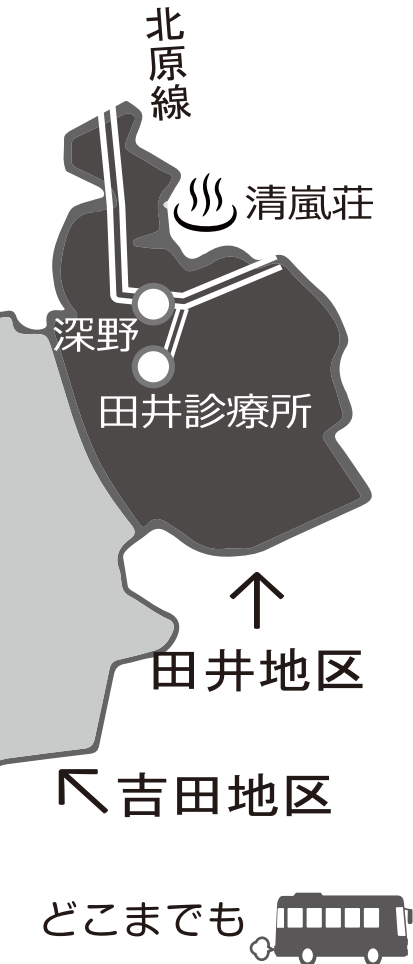 北原線
清嵐荘
深野
田井診療所
田井地区
吉田地区
どこまでも